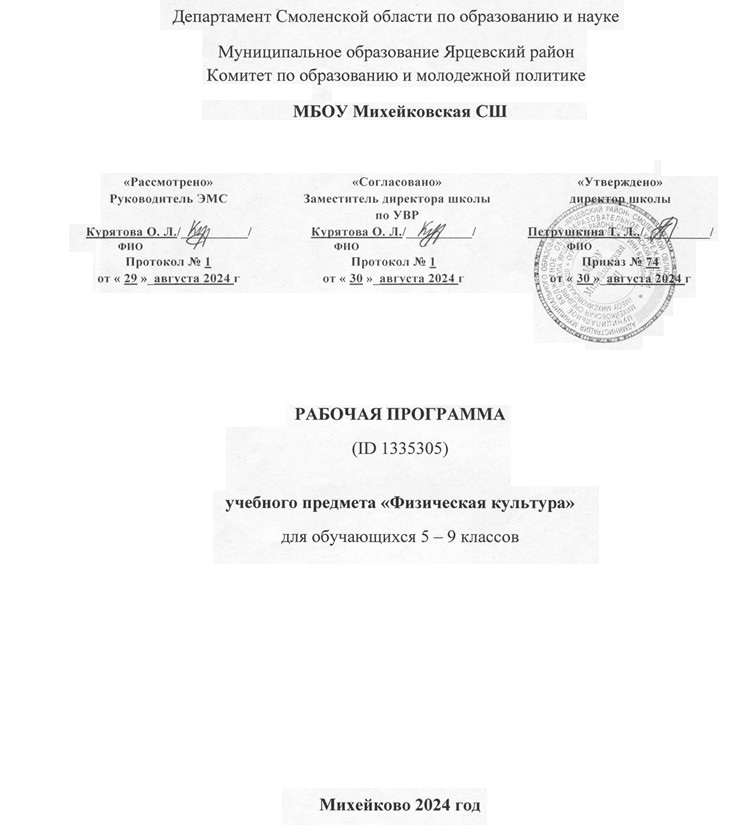 Департамент Смоленской области по образованию и науке
Муниципальное образование Ярцевский район
Комитет по образованию и молодежной политике
МБОУ Михейковская СШ
«Рассмотрено»
Руководитель ЭМС
Курятова О. Л./ /
ФИО
Протокол № 1
от « 29 » августа 2024 г
«Согласовано»
Заместитель директора школы
по УВР
Курятова О. Л./ /
ФИО
Протокол № 1
от « 30 » августа 2024 г
«Утверждено»
директор школы
Петрушкина Т. Л../ /
ФИО
Приказ № 74
от « 30 » августа 2024 г
РАБОЧАЯ ПРОГРАММА
(ID 1335305)
учебного предмета «Физическая культура»
для обучающихся 5 – 9 классов
Михейково 2024 год